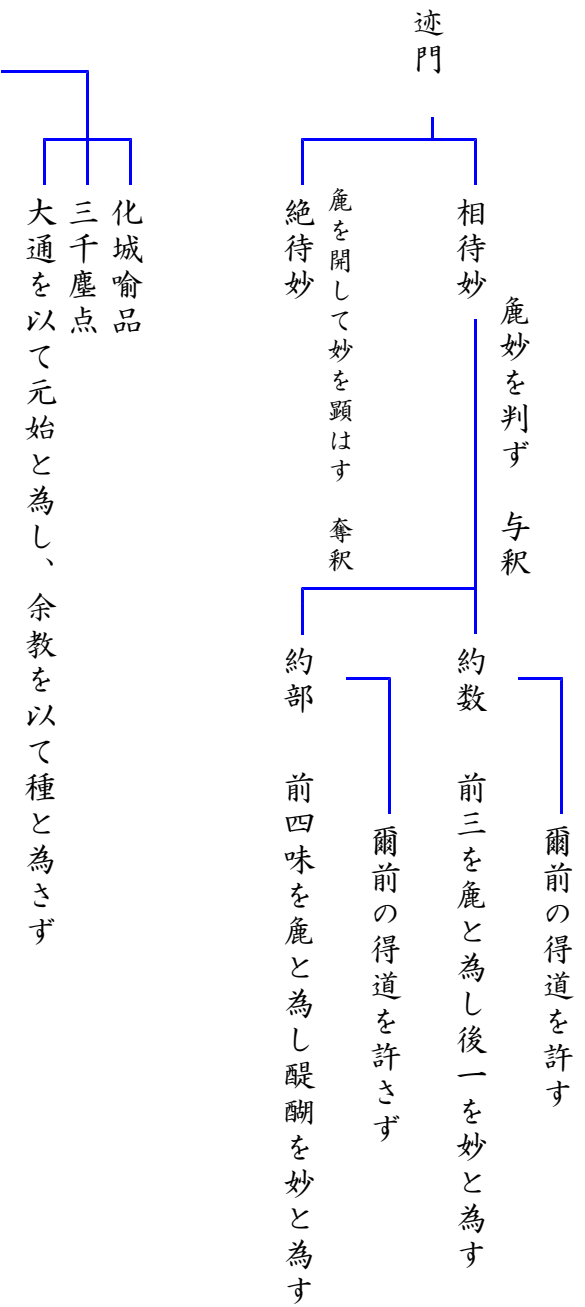 迹門
爾前の得道を許す
麁妙を判ず　与釈
相待妙
約数　前三を麁と為し後一を妙と為す
爾前の得道を許さず
麁を開して妙を顕はす　奪釈
絶待妙
約部　前四味を麁と為し醍醐を妙と為す
化城喩品
三千塵点
大通を以て元始と為し、余教を以て種と為さず